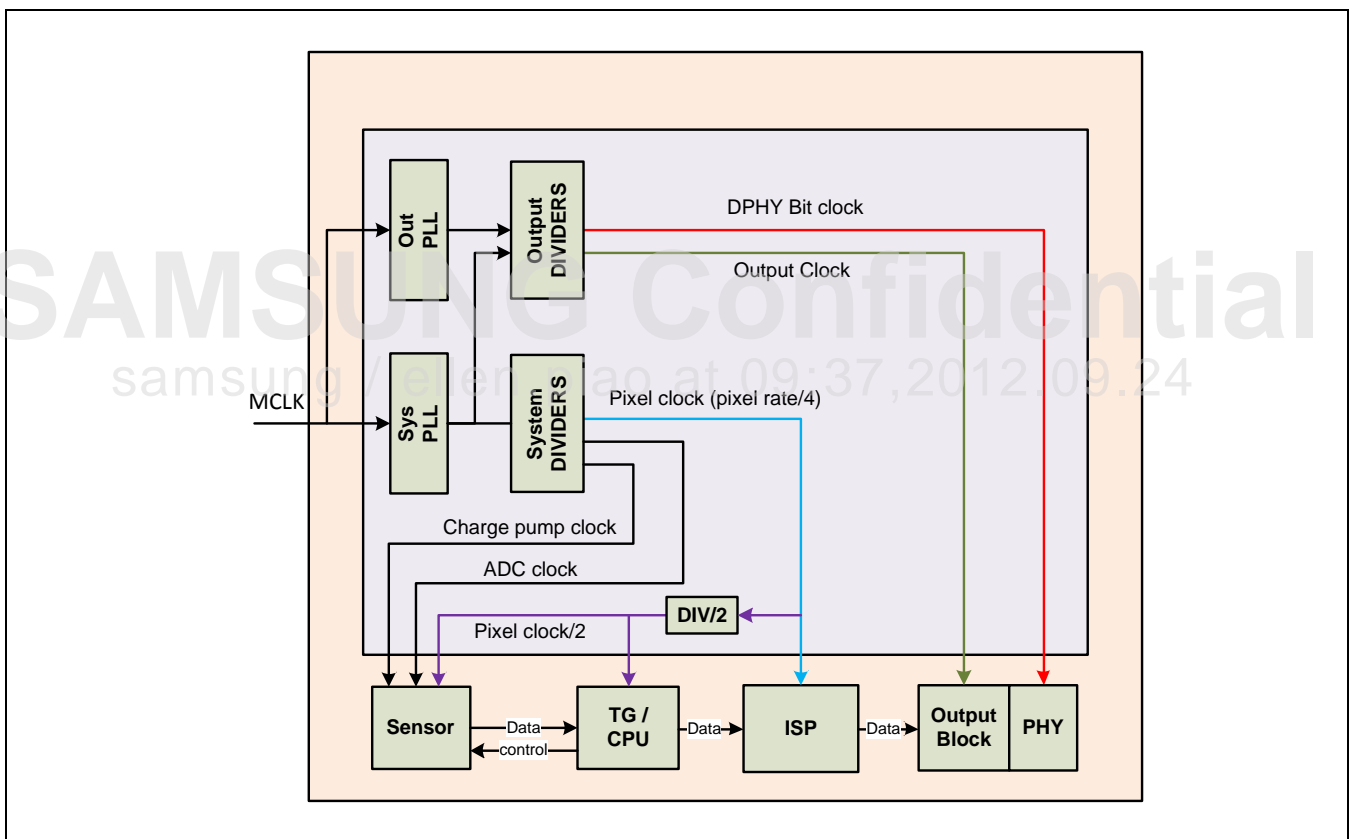 Out
PLL
Output
DIVIDERS
DPHY Bit clock
Output Clock
SAMSUNG Confidential
samsung / ellen.piao at 09:37,2012.09.24
MCLK
Sys
PLL
System
DIVIDERS
Pixel clock (pixel rate/4)
Charge pump clock
ADC clock
DIV/2
Pixel clock/2
Sensor
Data
control
TG /
CPU
Data
ISP
Data
Output
Block
PHY